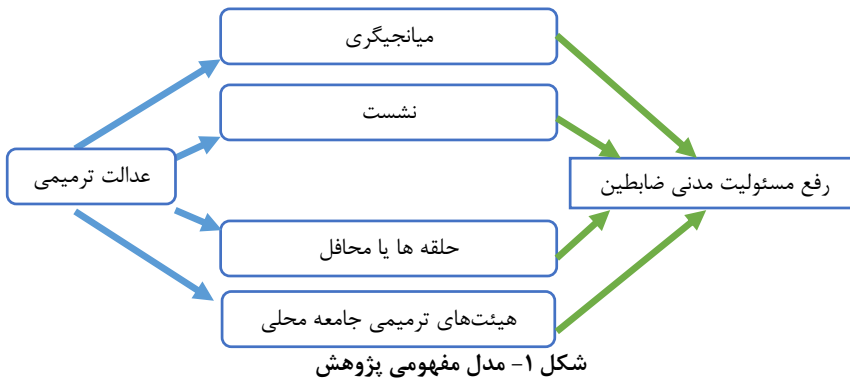 میانجیگری
نشست
عدالت ترمیمی
رفع مسئولیت مدنی ضابطین
حلقه ها یا محافل
هیئت‌های ترمیمی جامعه محلی
شکل ۱- مدل مفهومی پژوهش